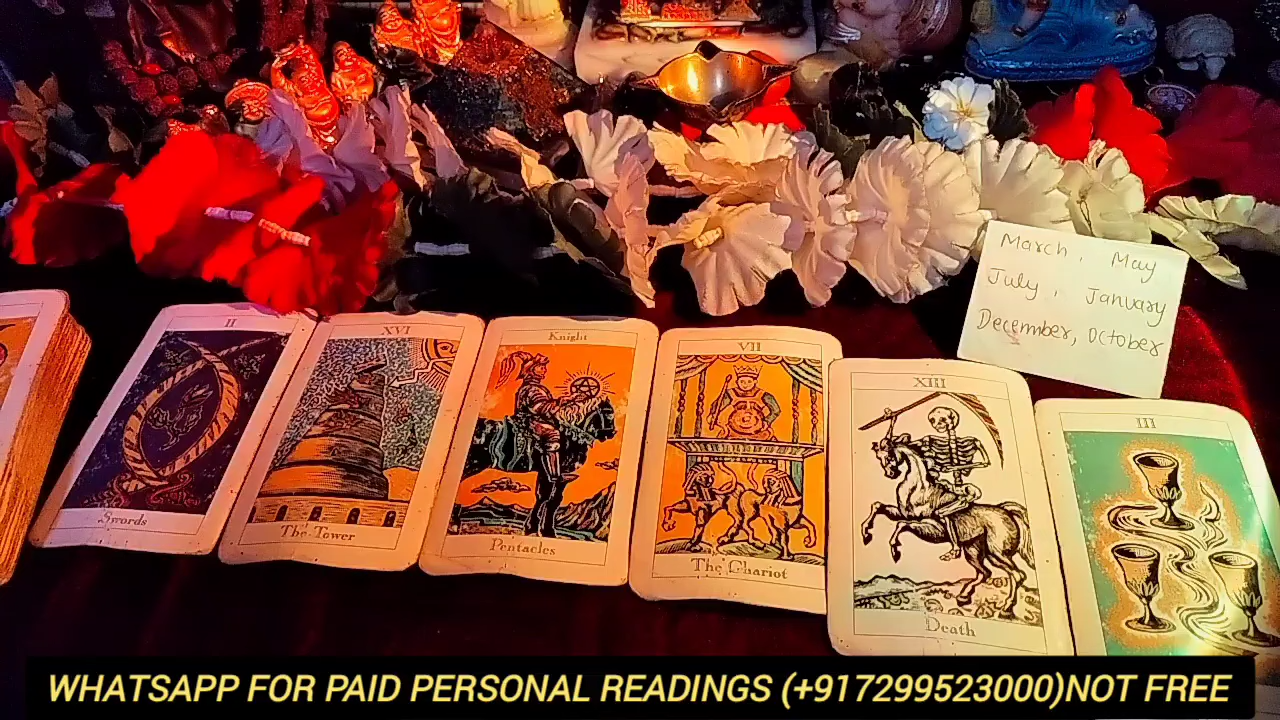 March, May
July, January
December, October
II
Swords
XVI
The Tower
Knight
Pentacles
VII
The Chariot
XIII
Death
III
WHATSAPP FOR PAID PERSONAL READINGS (+917299523000)NOT FREE